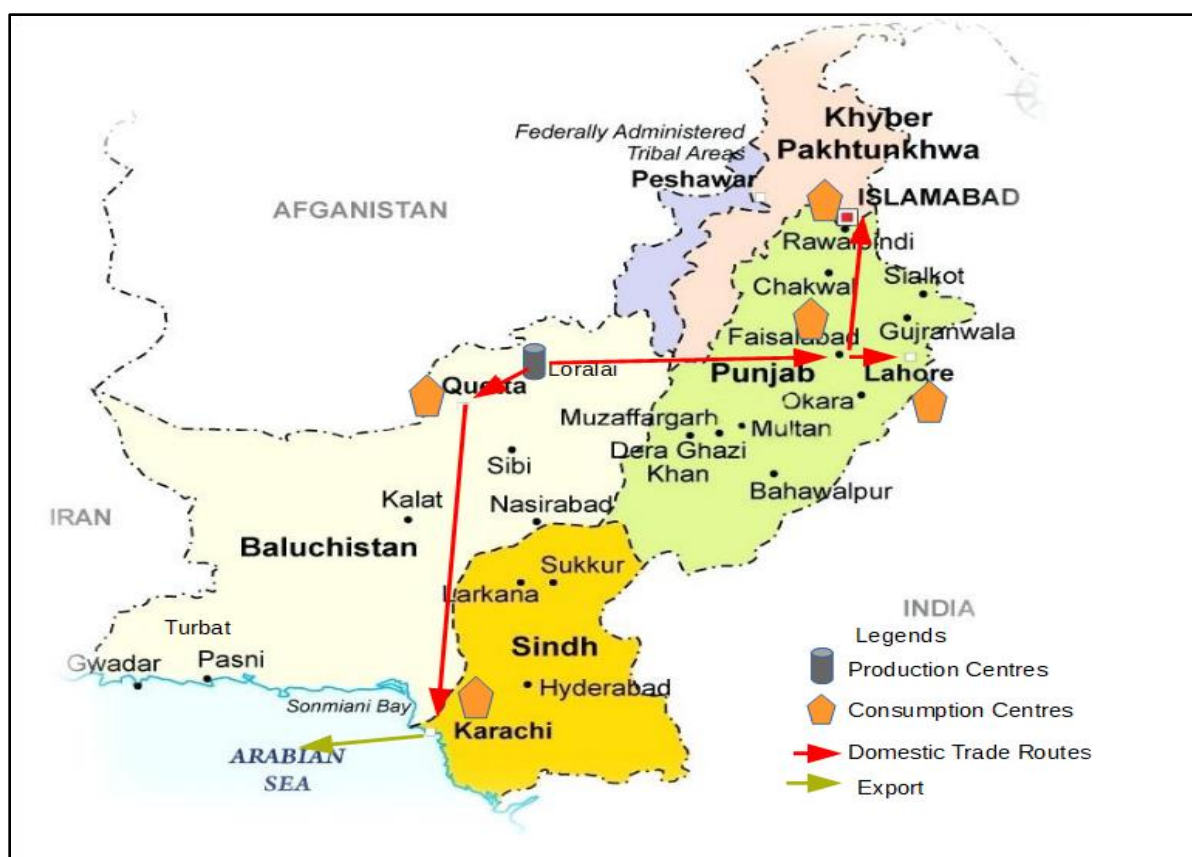 Khyber
Pakhtunkhwa
Federally Administered
Tribal Areas
Peshawar
ISLAMABAD
AFGANISTAN
Rawalpindi
Chakwal
Sialkot
Gujranwala
Faisalabad
Lahore
Punjab
Loralai
Quetta
Okara
Muzaffargarh
Multan
Dera Ghazi
Khan
Sibi
Bahawalpur
Kalat
Nasirabad
IRAN
Baluchistan
Sukkur
Larkana
INDIA
Sindh
Turbat
Gwadar
Pasni
Hyderabad
Sonmiani Bay
Karachi
ARABIAN
SEA
Legends
Production Centres
Consumption Centres
Domestic Trade Routes
Export